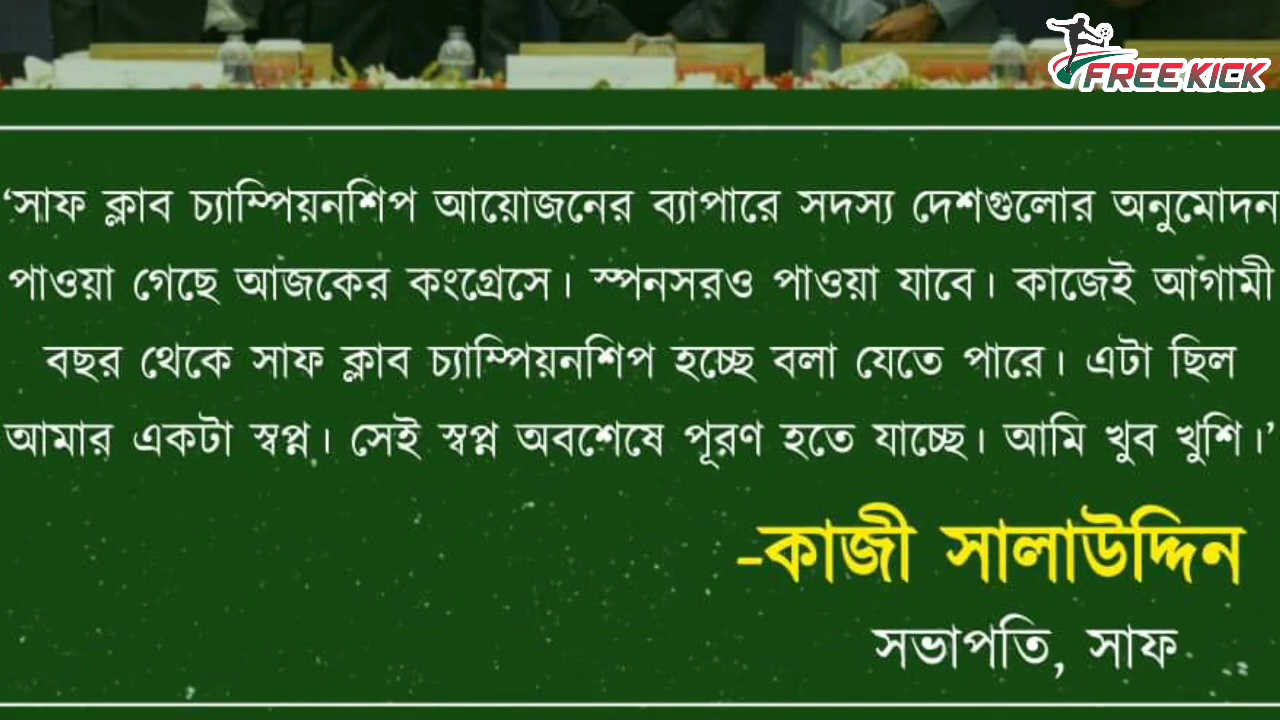 FREE KICK
‘সাফ ক্লাব চ্যাম্পিয়নশিপ আয়োজনের ব্যাপারে সদস্য দেশগুলোর অনুমোদন
পাওয়া গেছে আজকের কংগ্রেসে। স্পনসরও পাওয়া যাবে। কাজেই আগামী
বছর থেকে সাফ ক্লাব চ্যাম্পিয়নশিপ হচ্ছে বলা যেতে পারে। এটা ছিল
আমার একটা স্বপ্ন। সেই স্বপ্ন অবশেষে পূরণ হতে যাচ্ছে। আমি খুব খুশি।’
-কাজী সালাউদ্দিন
সভাপতি, সাফ